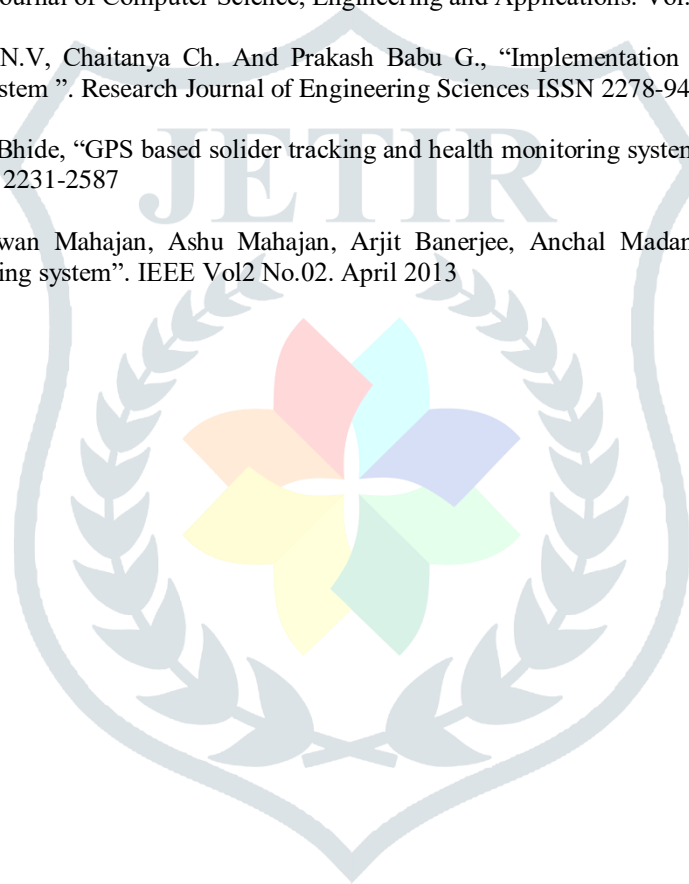 ournal of Computer Science, Engineering and Applications. Vol.
N.V, Chaitanya Ch. And Prakash Babu G., “Implementation
stem ”. Research Journal of Engineering Sciences ISSN 2278-94
Bhide, “GPS based solider tracking and health monitoring system
2231-2587
JETIR
wan Mahajan, Ashu Mahajan, Arjit Banerjee, Anchal Madan
ing system”. IEEE Vol2 No.02. April 2013